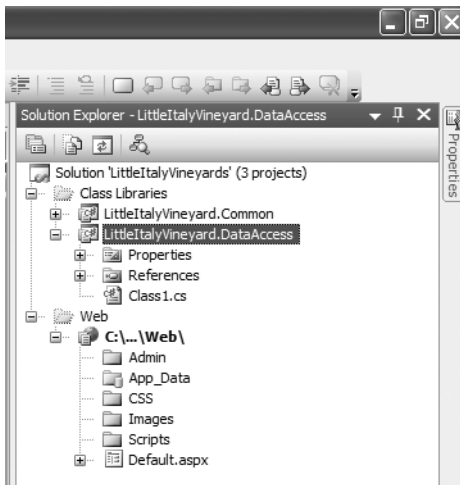 Solution Explorer - LittleItalyVineyard.DataAccess
Properties
Solution 'LittleItalyVineyards' (3 projects)
Class Libraries
LittleItalyVineyard.Common
LittleItalyVineyard.DataAccess
Properties
References
Class1.cs
Web
C:\...\Web\
Admin
App_Data
CSS
Images
Scripts
Default.aspx